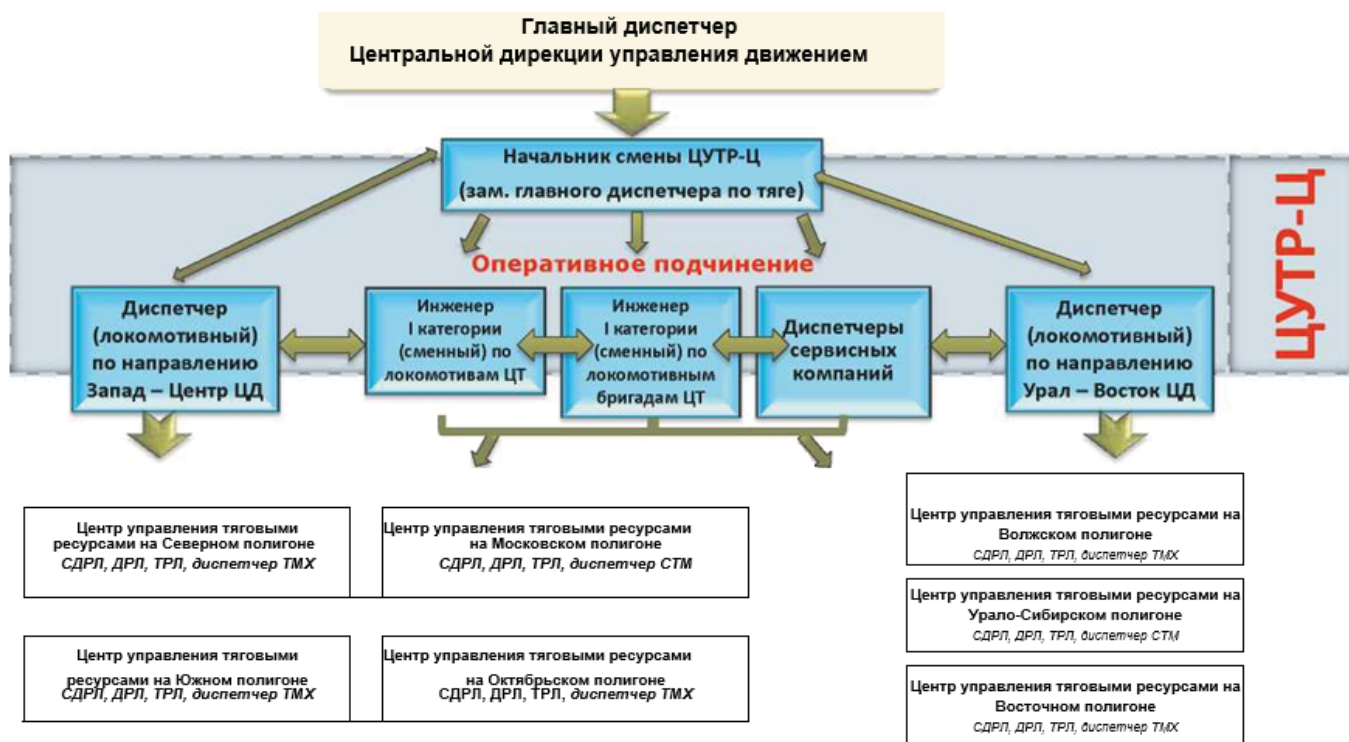 Главный диспетчер
Центральной дирекции управления движением
Начальник смены ЦУТР-Ц
(зам. главного диспетчера по тяге)
ЦУТР-Ц
Оперативное подчинение
Диспетчер
(локомотивный)
по направлению
Запад – Центр ЦД
Инженер
I категории
(сменный) по
локомотивам ЦТ
Инженер
I категории
(сменный) по
локомотивным
бригадам ЦТ
Диспетчеры
сервисных
компаний
Диспетчер
(локомотивный)
по направлению
Урал – Восток ЦД
Центр управления тяговыми
ресурсами на Северном полигоне
СДРЛ, ДРЛ, ТРЛ, диспетчер ТМХ
Центр управления тяговыми ресурсами
на Московском полигоне
СДРЛ, ДРЛ, ТРЛ, диспетчер СТМ
Центр управления тяговыми ресурсами на
Волжском полигоне
СДРЛ, ДРЛ, ТРЛ, диспетчер ТМХ
Центр управления тяговыми ресурсами на
Урало-Сибирском полигоне
СДРЛ, ДРЛ, ТРЛ, диспетчер СТМ
Центр управления тяговыми
ресурсами на Южном полигоне
СДРЛ, ДРЛ, ТРЛ, диспетчер ТМХ
Центр управления тяговыми ресурсами
на Октябрьском полигоне
СДРЛ, ДРЛ, ТРЛ, диспетчер ТМХ
Центр управления тяговыми ресурсами на
Восточном полигоне
СДРЛ, ДРЛ, ТРЛ, диспетчер ТМХ